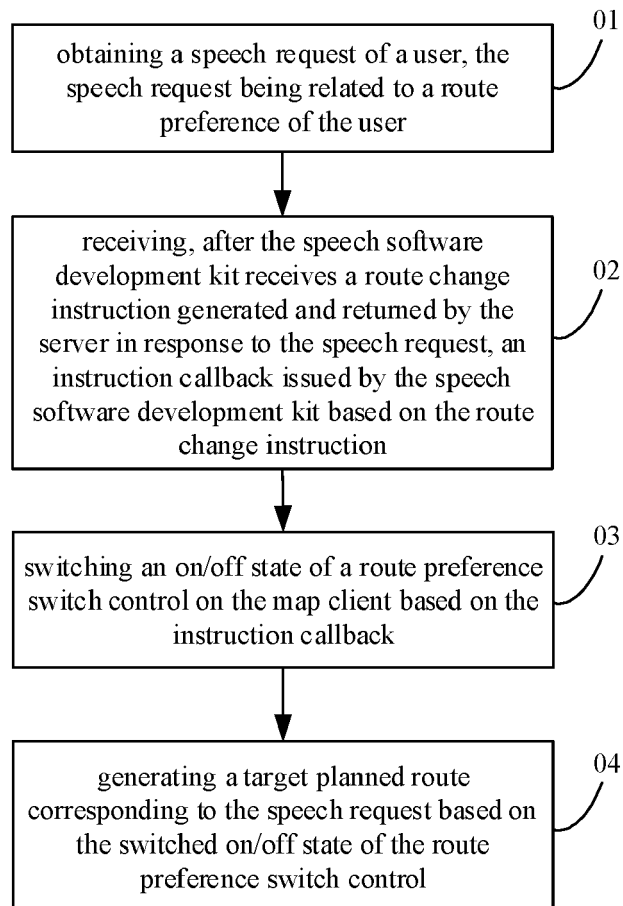 01
obtaining a speech request of a user, the
speech request being related to a route
preference of the user
02
receiving, after the speech software
development kit receives a route change
instruction generated and returned by the
server in response to the speech request, an
instruction callback issued by the speech
software development kit based on the route
change instruction
03
switching an on/off state of a route preference
switch control on the map client based on the
instruction callback
04
generating a target planned route
corresponding to the speech request based on
the switched on/off state of the route
preference switch control